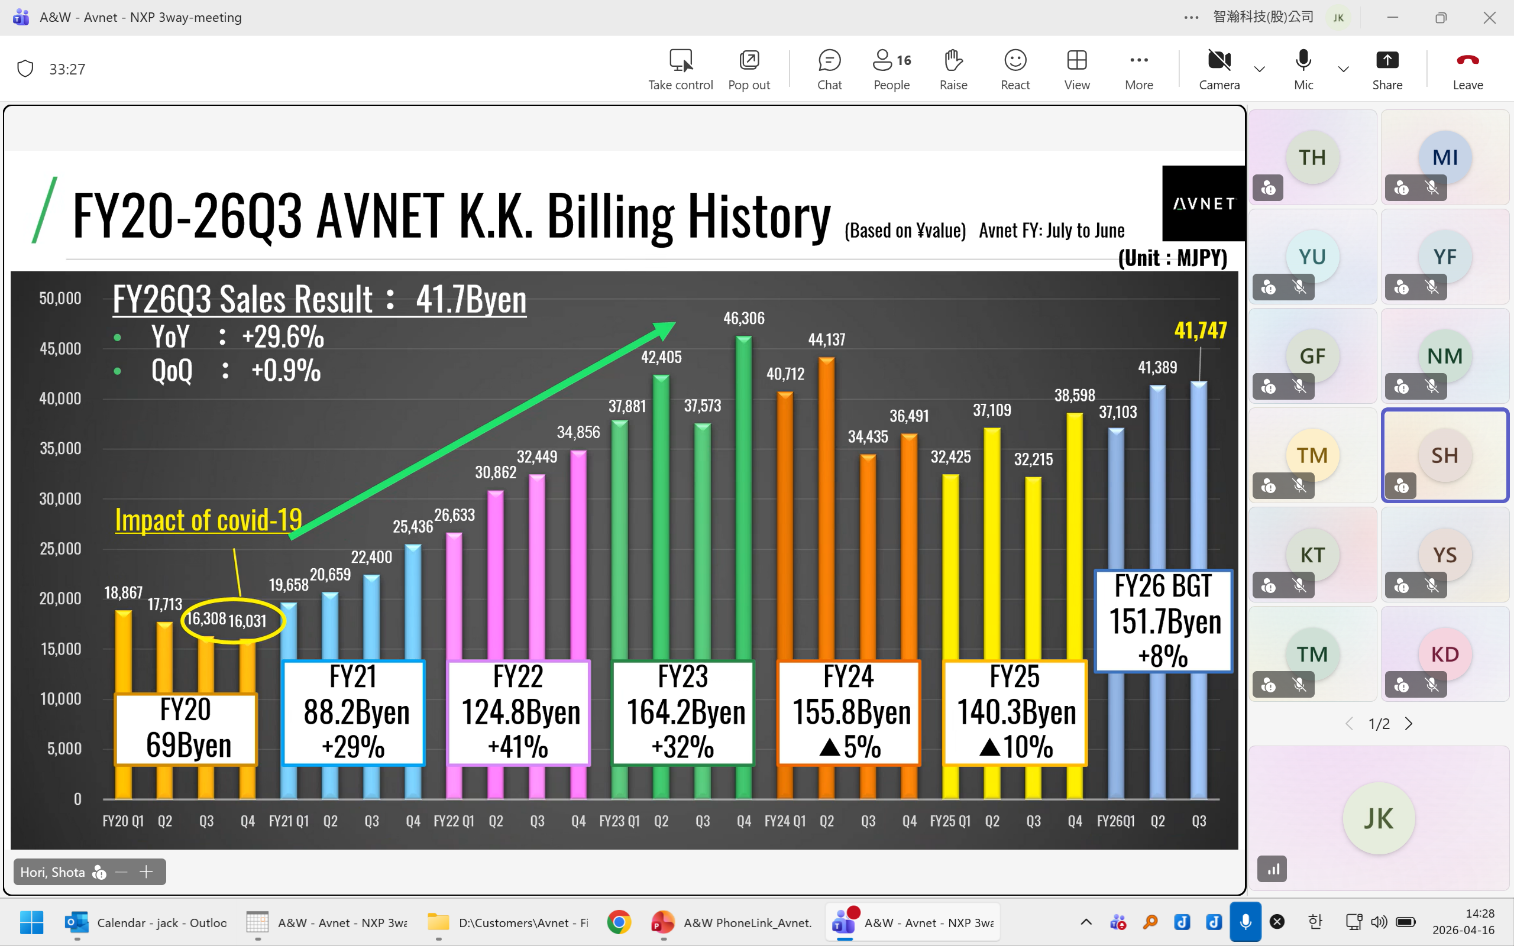 A&W - Avnet - NXP 3way-meeting
智瀚科技(股)公司
JK
33:27
Take control
Pop out
Chat
16
People
Raise
React
View
More
Camera
Mic
Share
Leave
FY20-26Q3 AVNET K.K. Billing History (Based on ¥value) Avnet FY: July to June
AVNET
(Unit : MJPY)
FY26Q3 Sales Result : 41.7Byen
• YoY : +29.6%
• QoQ : +0.9%
Impact of covid-19
50,000
45,000
40,000
35,000
30,000
25,000
20,000
15,000
10,000
5,000
0
18,867
17,713
16,308
16,031
19,658
20,659
22,400
25,436
26,633
30,862
32,449
34,856
37,881
42,405
37,573
46,306
40,712
44,137
34,435
36,491
32,425
37,109
32,215
38,598
37,103
41,389
41,747
FY20
69Byen
FY21
88.2Byen
+29%
FY22
124.8Byen
+41%
FY23
164.2Byen
+32%
FY24
155.8Byen
▲5%
FY25
140.3Byen
▲10%
FY26 BGT
151.7Byen
+8%
FY20 Q1 Q2 Q3 Q4 FY21 Q1 Q2 Q3 Q4 FY22 Q1 Q2 Q3 Q4 FY23 Q1 Q2 Q3 Q4 FY24 Q1 Q2 Q3 Q4 FY25 Q1 Q2 Q3 Q4 FY26Q1 Q2 Q3
Hori, Shota
TH
MI
YU
YF
GF
NM
TM
SH
KT
YS
TM
KD
1/2
JK
Calendar - jack - Outloo
A&W - Avnet - NXP 3wa
D:\Customers\Avnet - Fi
A&W PhoneLink_Avnet.
A&W - Avnet - NXP 3wa
한
14:28
2026-04-16